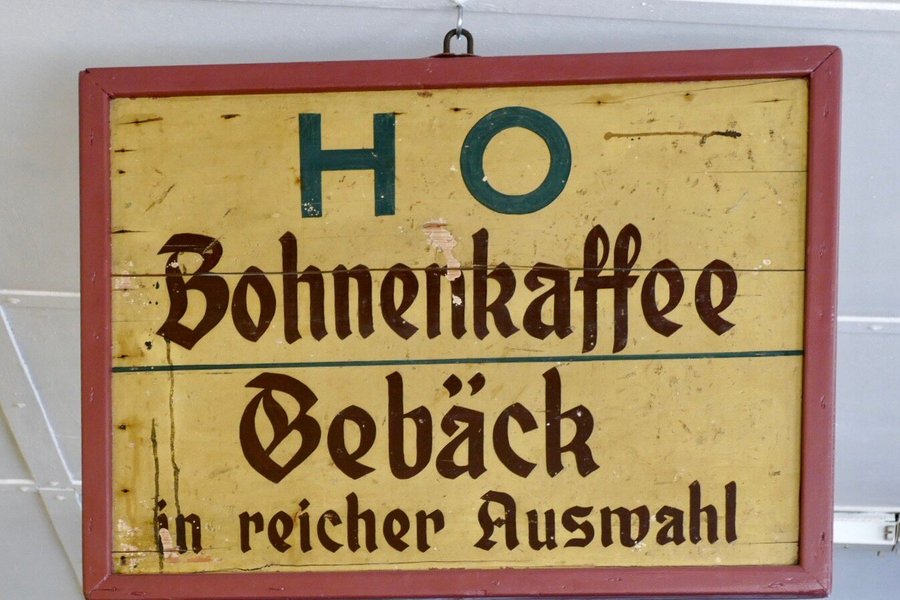 HO
Bohnenkaffee
Gebäck
in reicher Auswahl